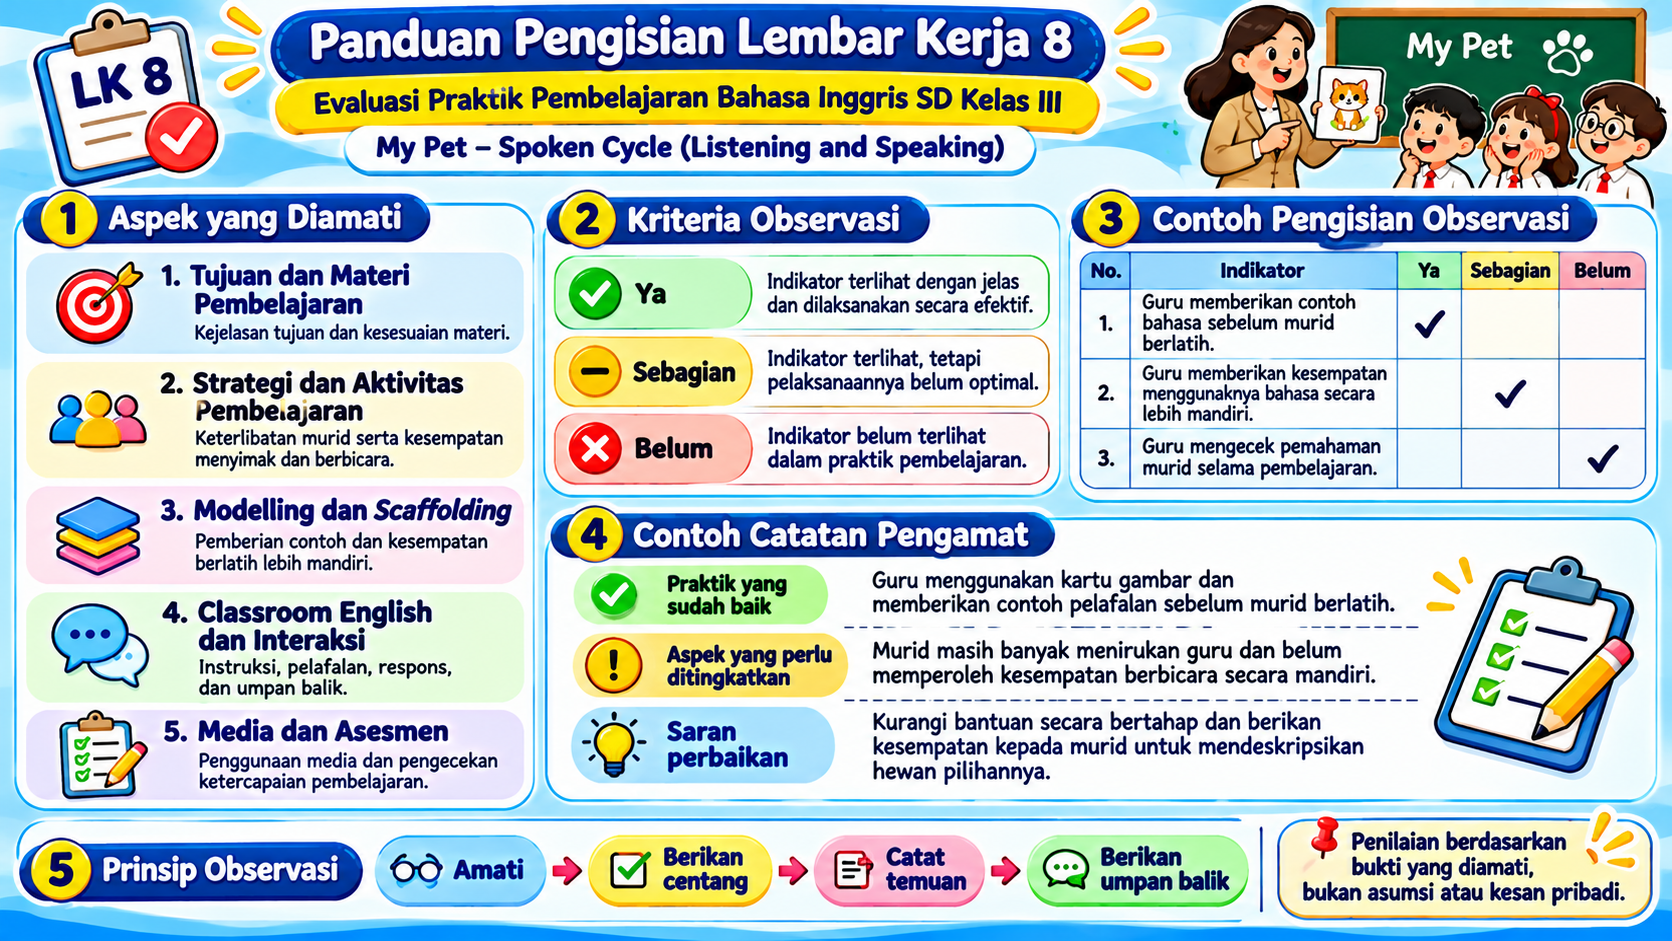 LK 8
Panduan Pengisian Lembar Kerja 8
Evaluasi Praktik Pembelajaran Bahasa Inggris SD Kelas III
My Pet – Spoken Cycle (Listening and Speaking)
My Pet
1 Aspek yang Diamati
1. Tujuan dan Materi
Pembelajaran
Kejelasan tujuan dan kesesuaian materi.
2. Strategi dan Aktivitas
Pembelajaran
Keterlibatan murid serta kesempatan
menyimak dan berbicara.
3. Modelling dan Scaffolding
Pemberian contoh dan kesempatan
berlatih lebih mandiri.
4. Classroom English
dan Interaksi
Instruksi, pelafalan, respons,
dan umpan balik.
5. Media dan Asesmen
Penggunaan media dan pengecekan
ketercapaian pembelajaran.
2 Kriteria Observasi
Ya
Indikator terlihat dengan jelas
dan dilaksanakan secara efektif.
Sebagian
Indikator terlihat, tetapi
pelaksanaannya belum optimal.
Belum
Indikator belum terlihat
dalam praktik pembelajaran.
3 Contoh Pengisian Observasi
No. Indikator Ya Sebagian Belum
1. Guru memberikan contoh
bahasa sebelum murid
berlatih.
2. Guru memberikan kesempatan
menggunaknya bahasa secara
lebih mandiri.
3. Guru mengecek pemahaman
murid selama pembelajaran.
4 Contoh Catatan Pengamat
Praktik yang
sudah baik
Guru menggunakan kartu gambar dan
memberikan contoh pelafalan sebelum murid berlatih.
Aspek yang perlu
ditingkatkan
Murid masih banyak menirukan guru dan belum
memperoleh kesempatan berbicara secara mandiri.
Saran
perbaikan
Kurangi bantuan secara bertahap dan berikan
kesempatan kepada murid untuk mendeskripsikan
hewan pilihannya.
5 Prinsip Observasi
Amati
Berikan
centang
Catat
temuan
Berikan
umpan balik
Penilaian berdasarkan
bukti yang diamati,
bukan asumsi atau kesan pribadi.